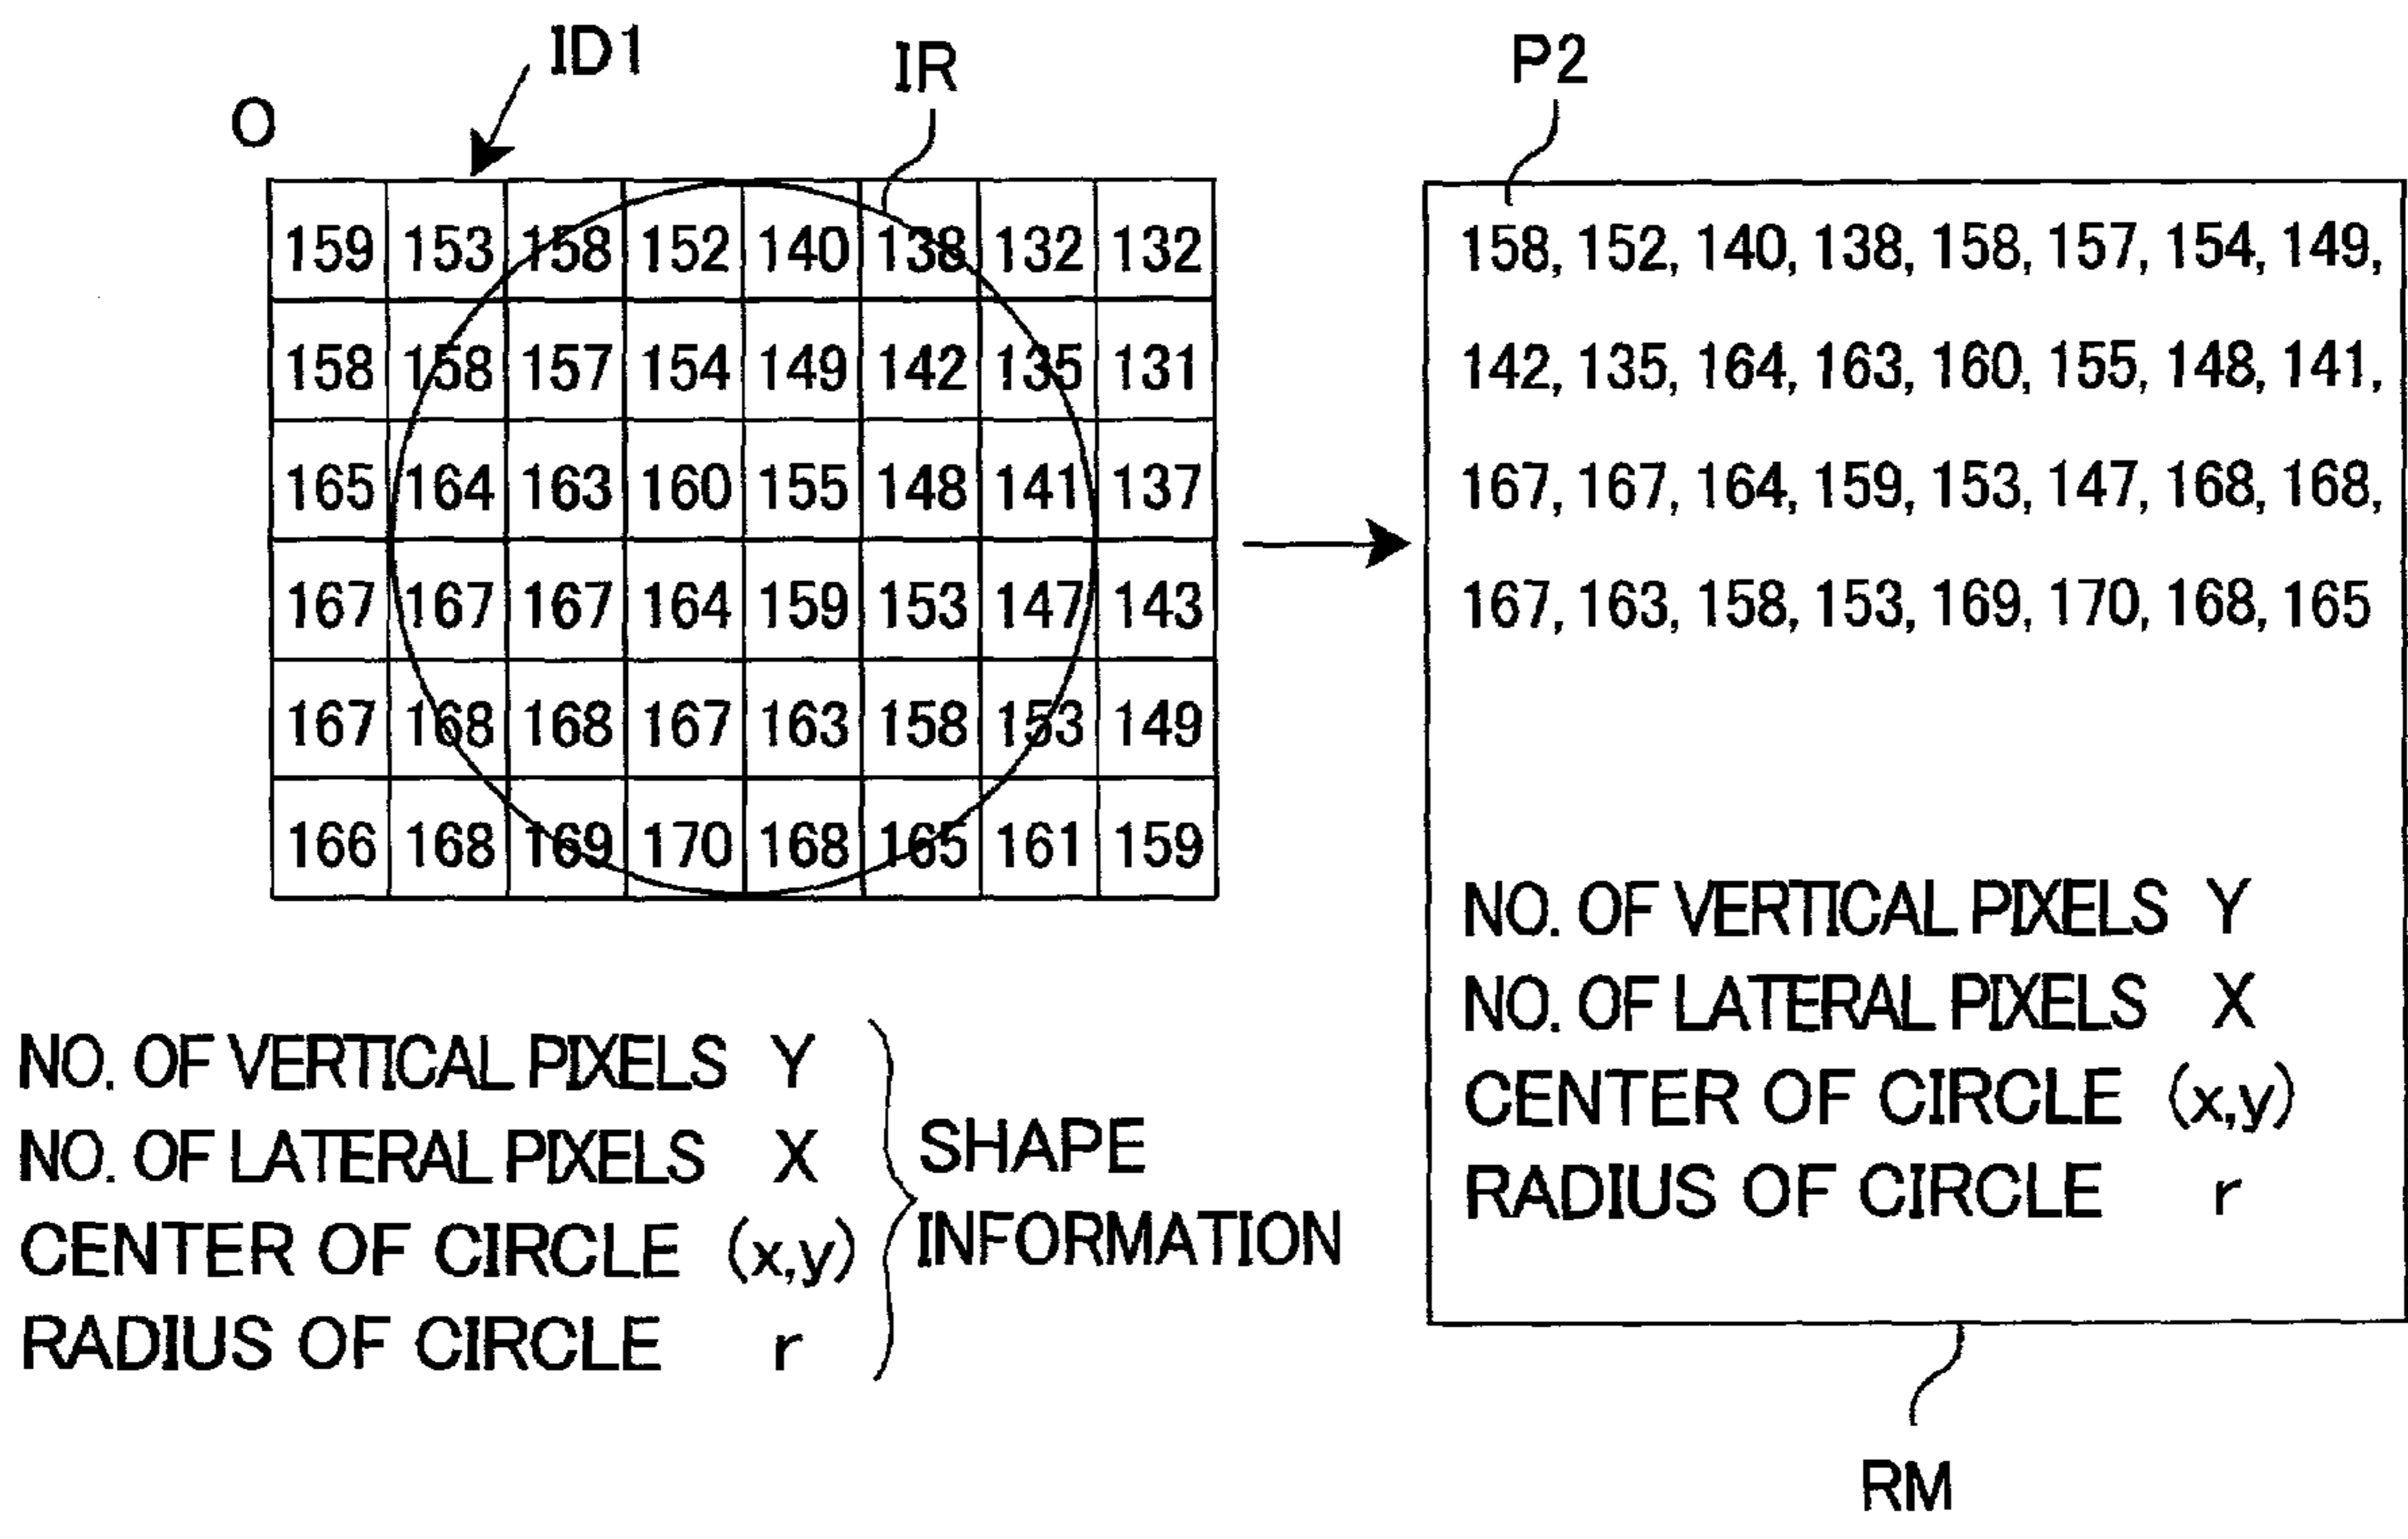 ID1
IR
P2
O
159 153 158 152 140 138 132 132
158 158 157 154 149 142 135 131
165 164 163 160 155 148 141 137
167 167 167 164 159 153 147 143
167 168 168 167 163 158 153 149
166 168 169 170 168 165 161 159
NO. OF VERTICAL PIXELS Y
NO. OF LATERAL PIXELS X
CENTER OF CIRCLE (x,y)
RADIUS OF CIRCLE r
SHAPE
INFORMATION
158, 152, 140, 138, 158, 157, 154, 149,
142, 135, 164, 163, 160, 155, 148, 141,
167, 167, 164, 159, 153, 147, 168, 168,
167, 163, 158, 153, 169, 170, 168, 165
NO. OF VERTICAL PIXELS Y
NO. OF LATERAL PIXELS X
CENTER OF CIRCLE (x,y)
RADIUS OF CIRCLE r
RM